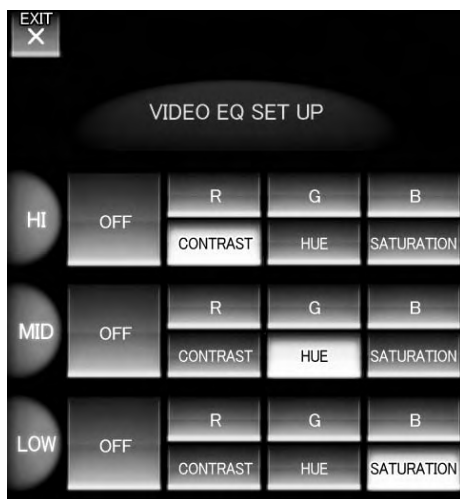 EXIT
×
VIDEO EQ SET UP
R G B
HI OFF
CONTRAST HUE SATURATION
R G B
MID OFF
CONTRAST HUE SATURATION
R G B
LOW OFF
CONTRAST HUE SATURATION